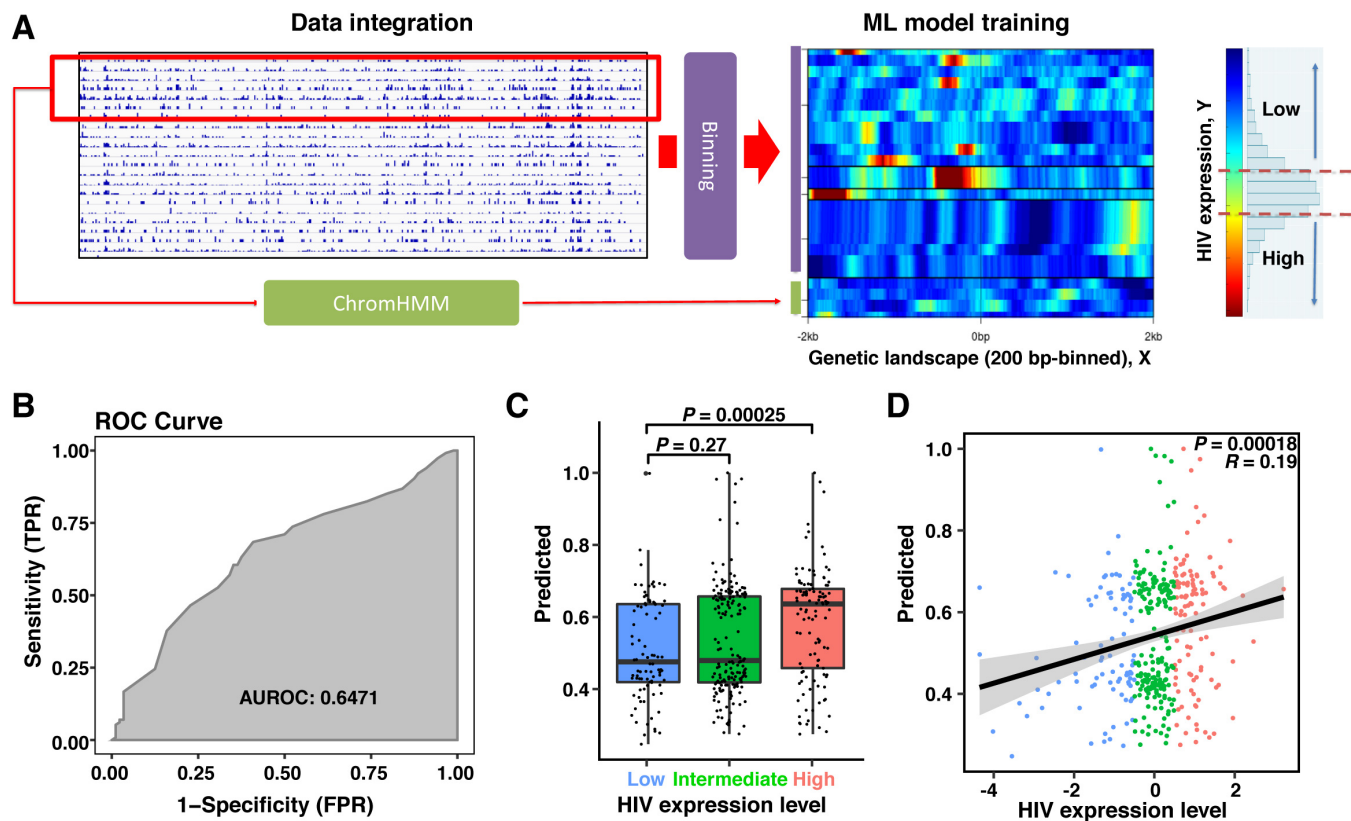 A
Data integration
ML model training
Binning
ChromHMM
-2kb
0bp
2kb
Genetic landscape (200 bp-binned), X
HIV expression, Y
Low
High
B
ROC Curve
Sensitivity (TPR)
1.00
0.75
0.50
0.25
0.00
AUROC: 0.6471
0.00 0.25 0.50 0.75 1.00
1−Specificity (FPR)
C
P = 0.00025
P = 0.27
Predicted
1.0
0.8
0.6
0.4
Low Intermediate High
HIV expression level
D
P = 0.00018
R = 0.19
Predicted
1.0
0.8
0.6
0.4
-4 -2 0 2
HIV expression level